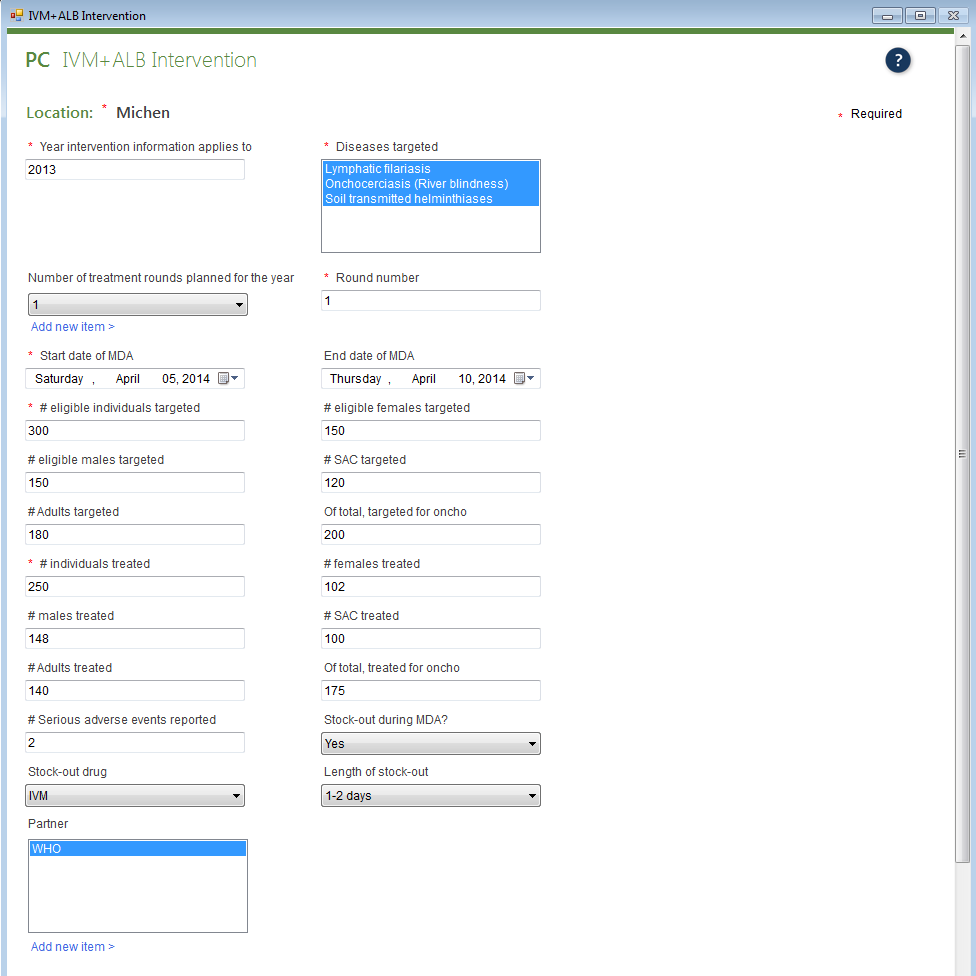 IVM+ALB Intervention
PC IVM+ALB Intervention
?
Location: * Michen
* Required
* Year intervention information applies to
2013
* Diseases targeted
Lymphatic filariasis
Onchocerciasis (River blindness)
Soil transmitted helminthiases
Number of treatment rounds planned for the year
1
Add new item >
* Round number
1
* Start date of MDA
Saturday , April 05, 2014
End date of MDA
Thursday , April 10, 2014
* # eligible individuals targeted
300
# eligible females targeted
150
# eligible males targeted
150
# SAC targeted
120
# Adults targeted
180
Of total, targeted for oncho
200
* # individuals treated
250
# females treated
102
# males treated
148
# SAC treated
100
# Adults treated
140
Of total, treated for oncho
175
# Serious adverse events reported
2
Stock-out during MDA?
Yes
Stock-out drug
IVM
Length of stock-out
1-2 days
Partner
WHO
Add new item >